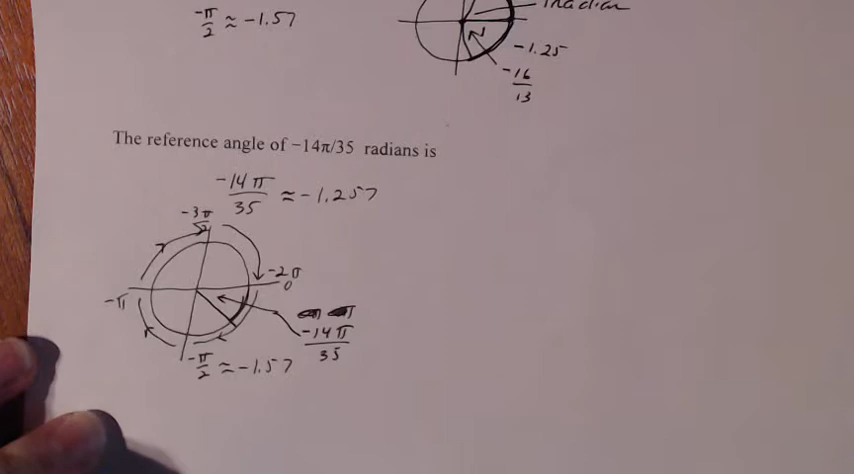 -π/2 ≈ -1.57
1 radian
-1.25
-16/13
The reference angle of −14π/35 radians is
-14π/35 ≈ -1.257
-3π/2
-2π
0
-π
-14π/35
-π/2 ≈ -1.57